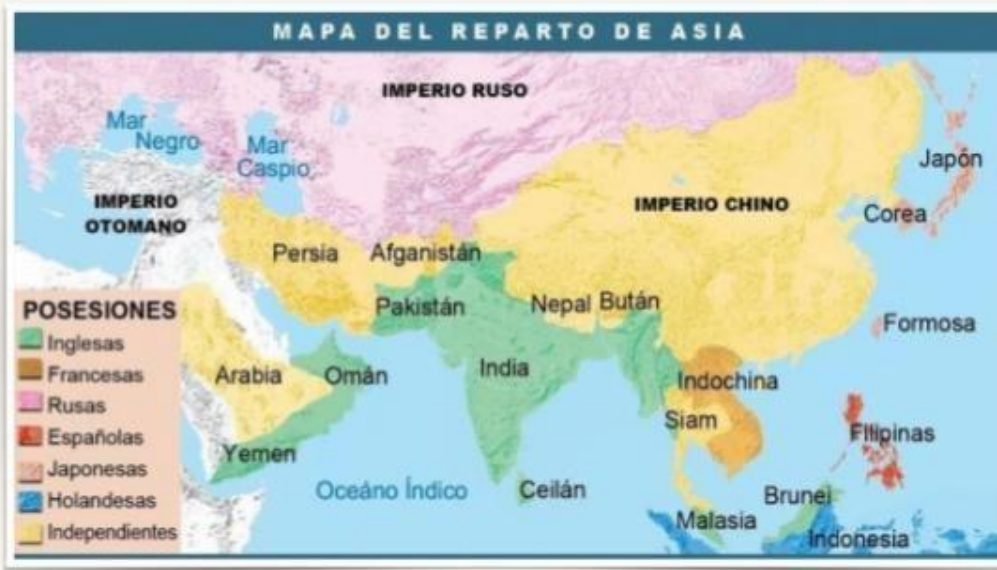 MAPA DEL REPARTO DE ASIA
IMPERIO RUSO
Mar
Negro
Mar
Caspio
Japón
IMPERIO
OTOMANO
IMPERIO CHINO
Corea
Persia
Afganistán
POSESIONES
Inglesas
Francesas
Rusas
Españolas
Japonesas
Holandesas
Independientes
Pakistán
Nepal
Bután
Formosa
Arabia
Omán
India
Indochina
Siam
Filipinas
Yemen
Oceáno Índico
Ceilán
Brunei
Malasia
Indonesia